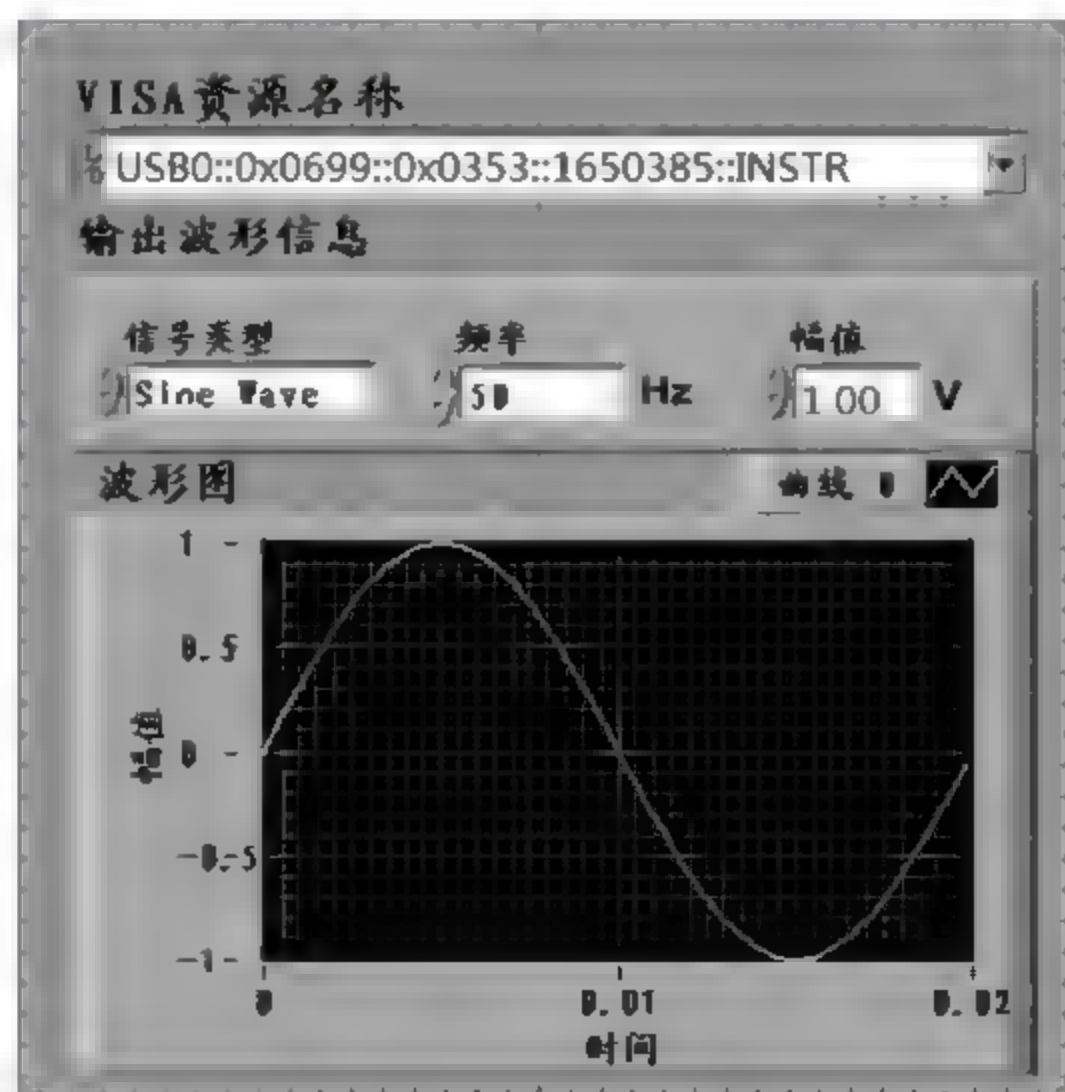 VISA资源名称
USB0::0x0699::0x0353::1650385::INSTR
输出波形信息
信号类型 频率 幅值
Sine Wave 50 Hz 1 00 V
波形图 曲线 0
1
0.5
0
-0.5
-1
幅值
0 0.01 0.02
时间